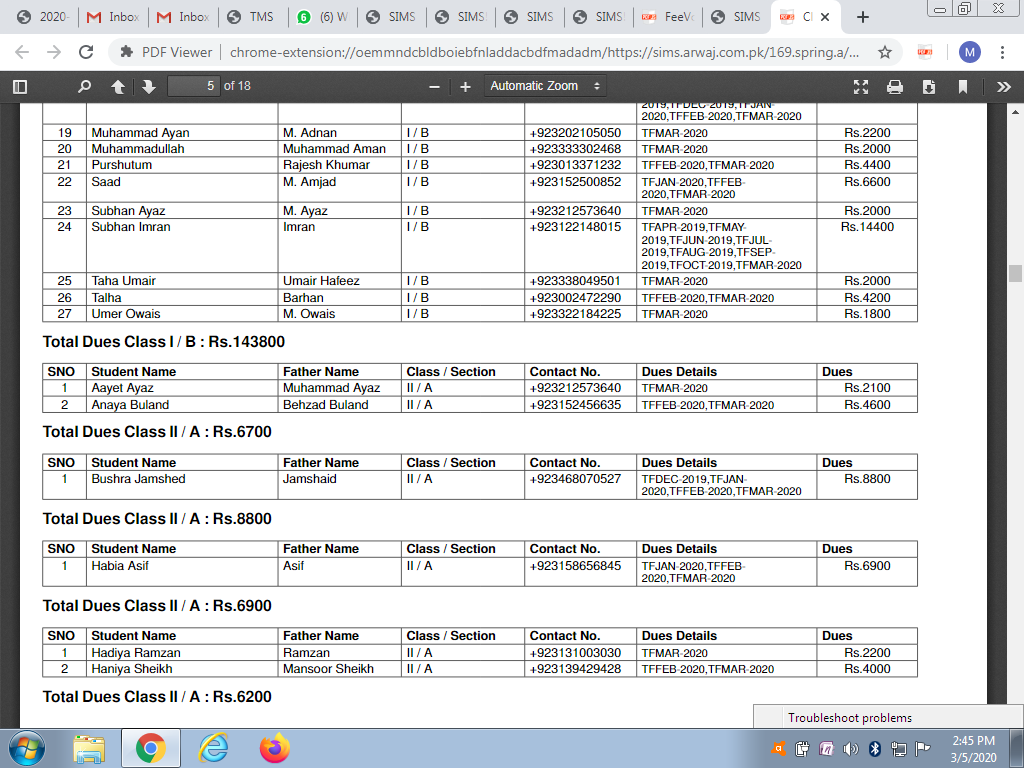 2020-
Inbox
Inbox
TMS
(6) W
SIMS
SIMS
SIMS
SIMS
FeeV
SIMS
PDF Viewer | chrome-extension://oemmndcbldboiebfnladdacbdfmadadm/https://sims.arwaj.com.pk/169.spring.a/...
M
5 of 18
Automatic Zoom
2019,TFDEC-2019,TFJAN-
2020,TFFEB-2020,TFMAR-2020
19 Muhammad Ayan M. Adnan I / B +923202105050 TFMAR-2020 Rs.2200
20 Muhammadullah Muhammad Aman I / B +923333302468 TFMAR-2020 Rs.2000
21 Purshutum Rajesh Khumar I / B +923013371232 TFFEB-2020,TFMAR-2020 Rs.4400
22 Saad M. Amjad I / B +923152500852 TFJAN-2020,TFFEB- Rs.6600
2020,TFMAR-2020
23 Subhan Ayaz M. Ayaz I / B +923212573640 TFMAR-2020 Rs.2000
24 Subhan Imran Imran I / B +923122148015 TFAPR-2019,TFMAY- Rs.14400
2019,TFJUN-2019,TFJUL-
2019,TFAUG-2019,TFSEP-
2019,TFOCT-2019,TFMAR-2020
25 Taha Umair Umair Hafeez I / B +923338049501 TFMAR-2020 Rs.2000
26 Talha Barhan I / B +923002472290 TFFEB-2020,TFMAR-2020 Rs.4200
27 Umer Owais M. Owais I / B +923322184225 TFMAR-2020 Rs.1800
Total Dues Class I / B : Rs.143800
SNO Student Name Father Name Class / Section Contact No. Dues Details Dues
1 Aayet Ayaz Muhammad Ayaz II / A +923212573640 TFMAR-2020 Rs.2100
2 Anaya Buland Behzad Buland II / A +923152456635 TFFEB-2020,TFMAR-2020 Rs.4600
Total Dues Class II / A : Rs.6700
SNO Student Name Father Name Class / Section Contact No. Dues Details Dues
1 Bushra Jamshed Jamshaid II / A +923468070527 TFDEC-2019,TFJAN- Rs.8800
2020,TFFEB-2020,TFMAR-2020
Total Dues Class II / A : Rs.8800
SNO Student Name Father Name Class / Section Contact No. Dues Details Dues
1 Habia Asif Asif II / A +923158656845 TFJAN-2020,TFFEB- Rs.6900
2020,TFMAR-2020
Total Dues Class II / A : Rs.6900
SNO Student Name Father Name Class / Section Contact No. Dues Details Dues
1 Hadiya Ramzan Ramzan II / A +923131003030 TFMAR-2020 Rs.2200
2 Haniya Sheikh Mansoor Sheikh II / A +923139429428 TFFEB-2020,TFMAR-2020 Rs.4000
Total Dues Class II / A : Rs.6200
Troubleshoot problems
2:45 PM
3/5/2020